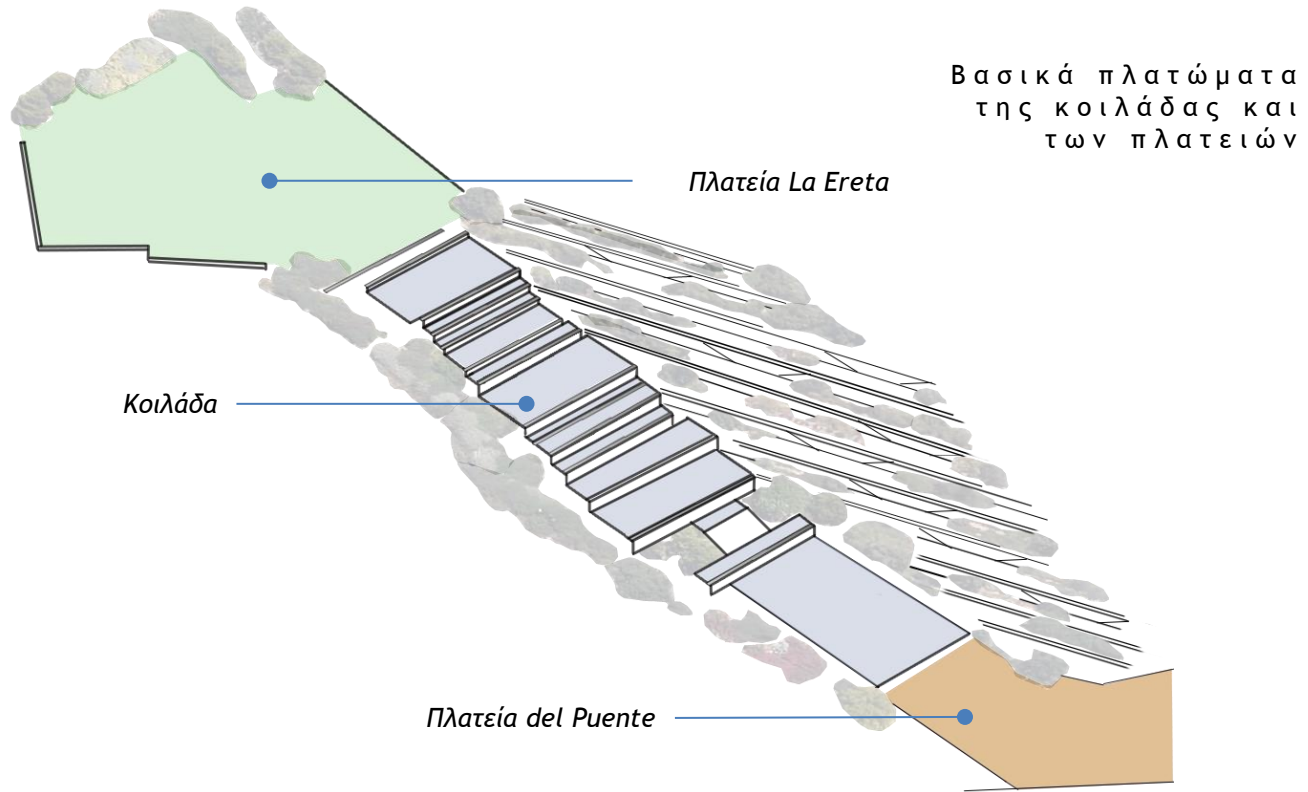 Βασικά πλατώματα
της κοιλάδας και
των πλατειών
Πλατεία La Ereta
Κοιλάδα
Πλατεία del Puente